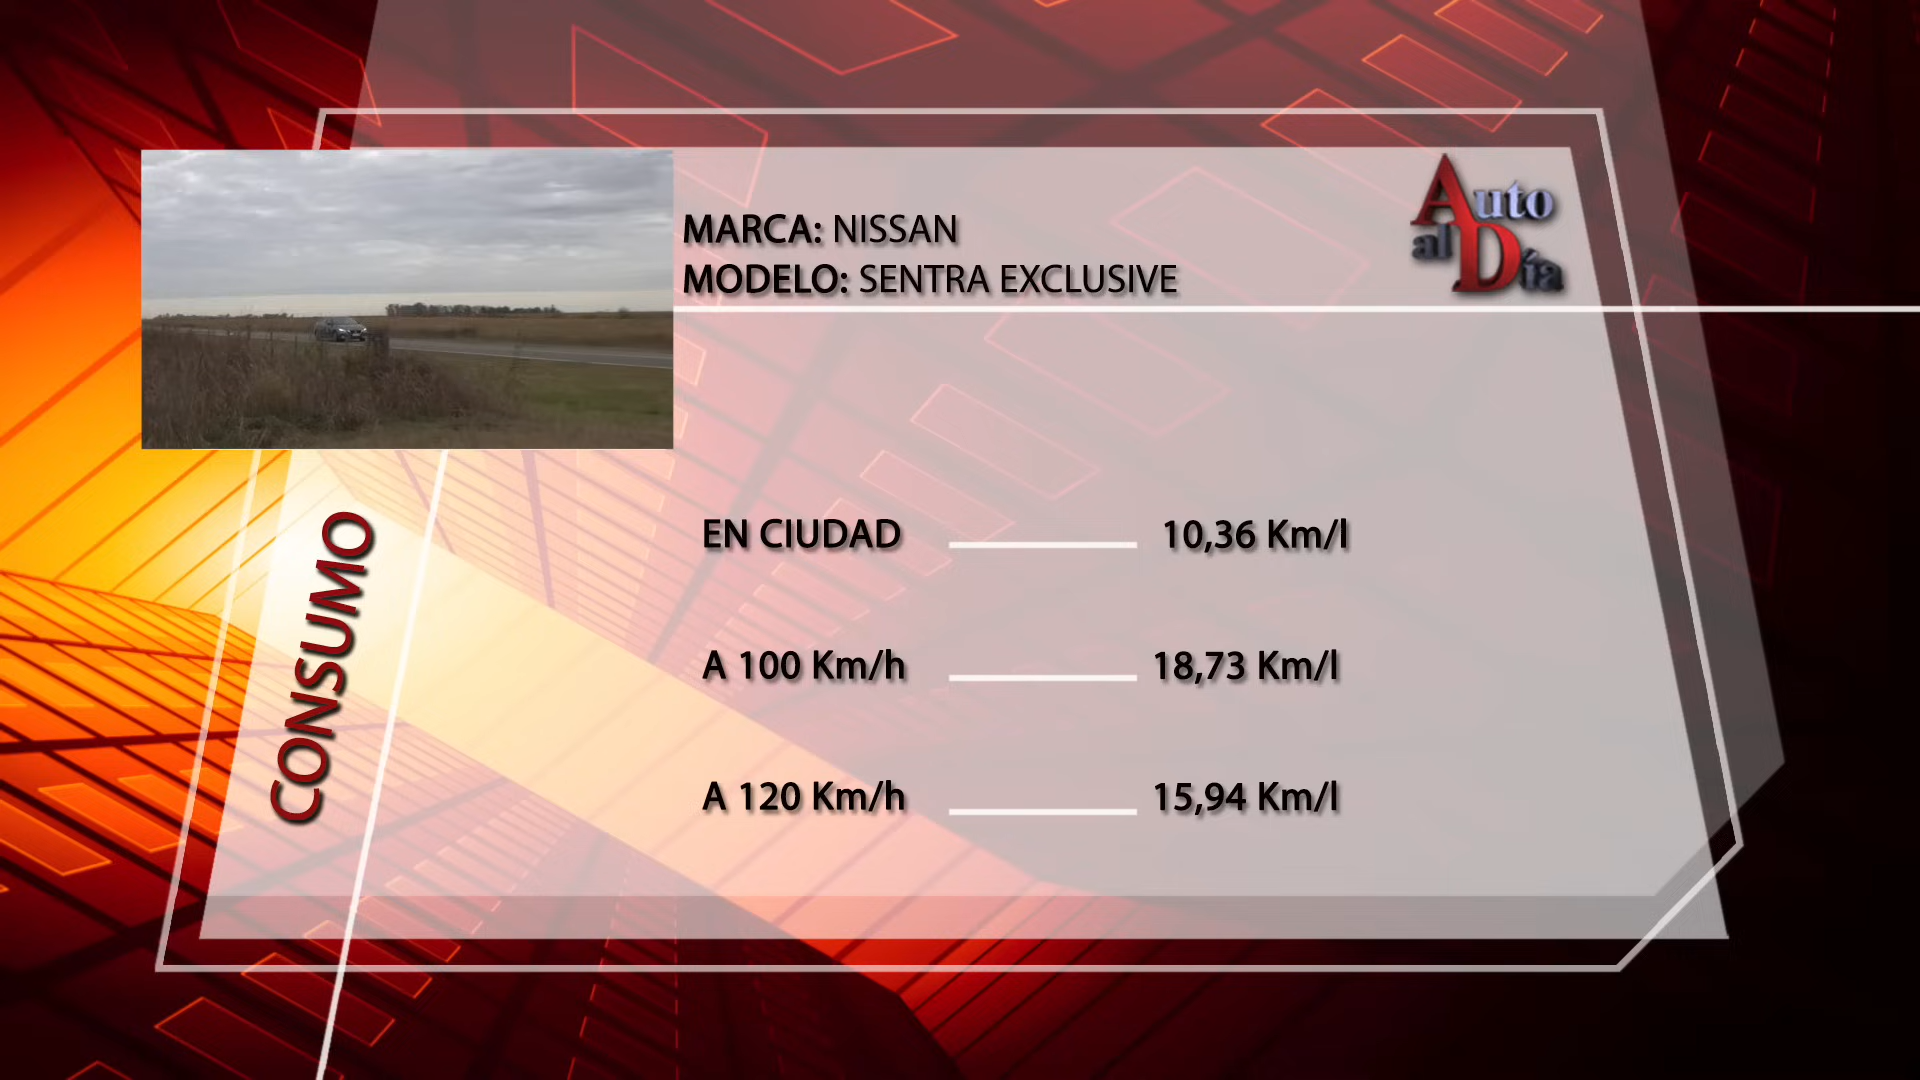 MARCA: NISSAN
MODELO: SENTRA EXCLUSIVE
Auto
al Día
CONSUMO
EN CIUDAD 10,36 Km/l
A 100 Km/h 18,73 Km/l
A 120 Km/h 15,94 Km/l